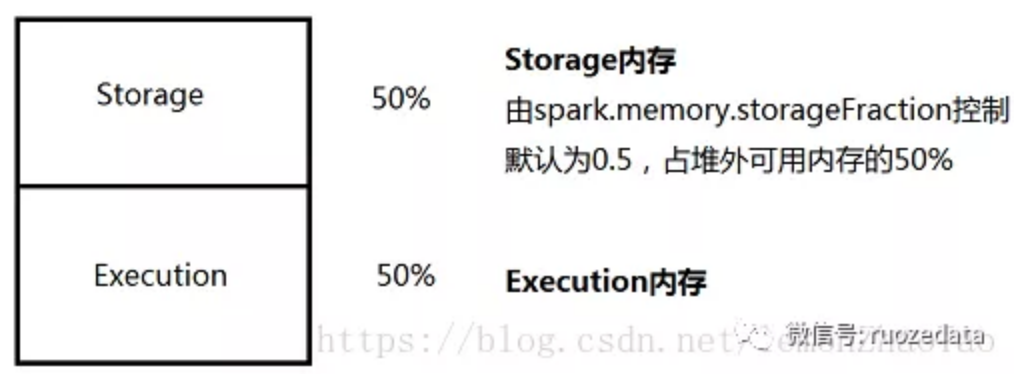 Storage
50%
Storage内存
由spark.memory.storageFraction控制
默认为0.5，占堆外可用内存的50%
Execution
50%
Execution内存
https://blog.csdn.net/
微信号: ruozedata